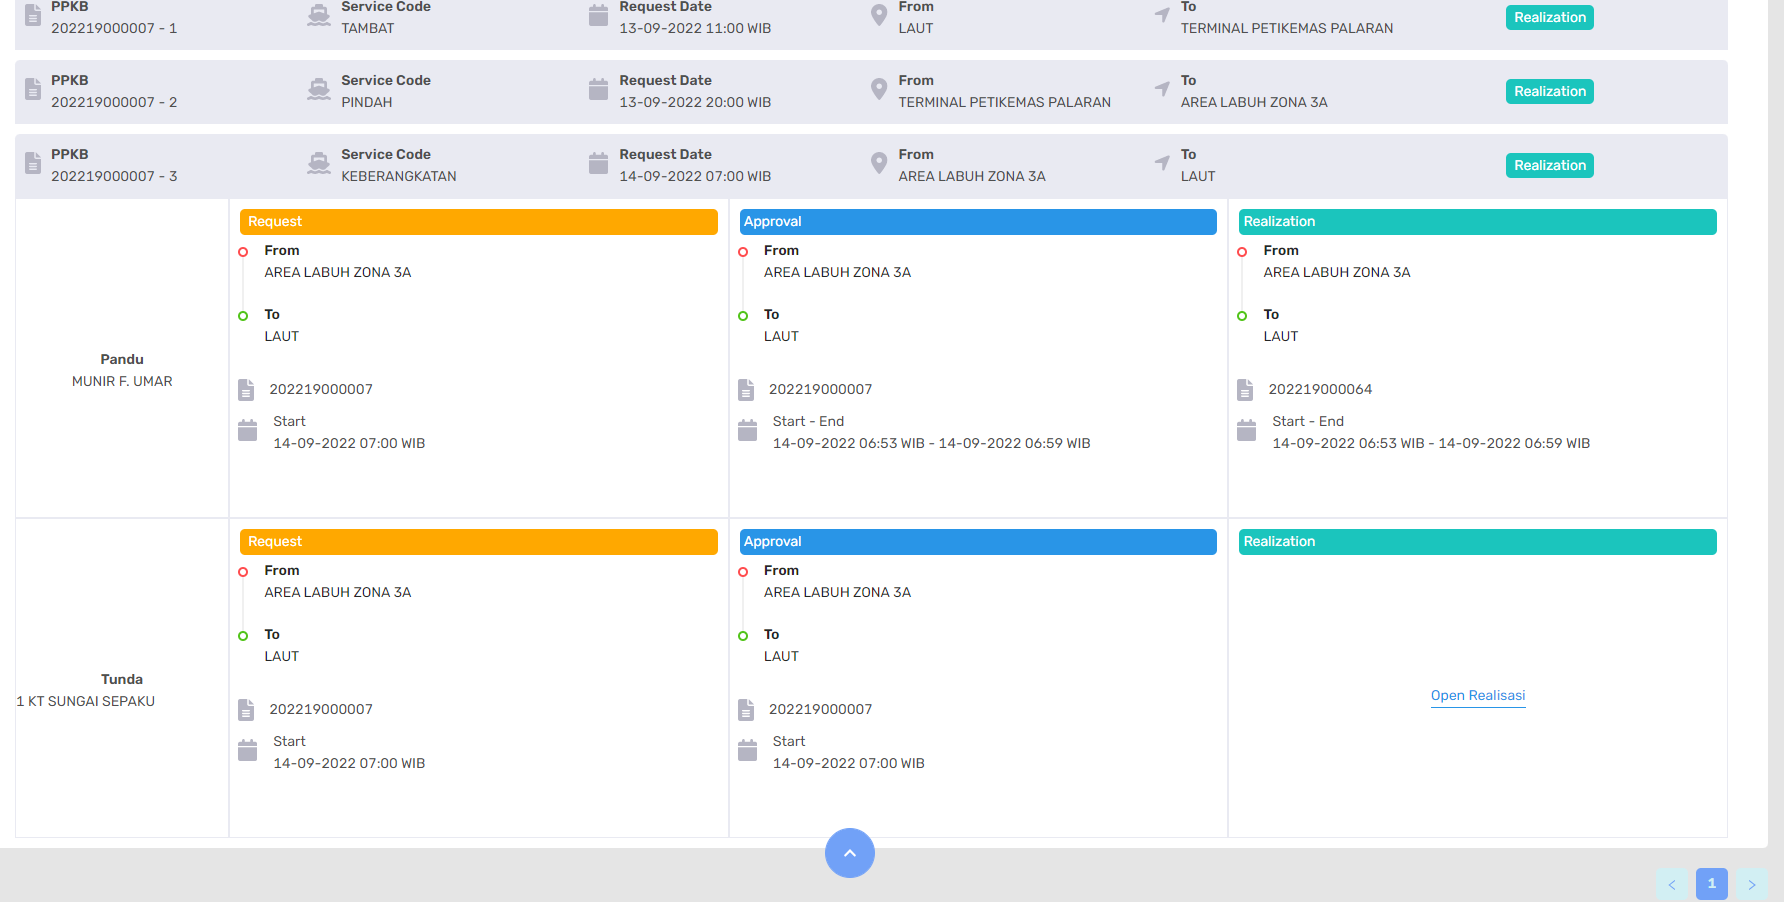 PPKB Service Code Request Date From To
202219000007 - 1 TAMBAT 13-09-2022 11:00 WIB LAUT TERMINAL PETIKEMAS PALARAN Realization
PPKB Service Code Request Date From To
202219000007 - 2 PINDAH 13-09-2022 20:00 WIB TERMINAL PETIKEMAS PALARAN AREA LABUH ZONA 3A Realization
PPKB Service Code Request Date From To
202219000007 - 3 KEBERANGKATAN 14-09-2022 07:00 WIB AREA LABUH ZONA 3A LAUT Realization
Pandu
MUNIR F. UMAR
Request
From
AREA LABUH ZONA 3A
To
LAUT
202219000007
Start
14-09-2022 07:00 WIB
Approval
From
AREA LABUH ZONA 3A
To
LAUT
202219000007
Start - End
14-09-2022 06:53 WIB - 14-09-2022 06:59 WIB
Realization
From
AREA LABUH ZONA 3A
To
LAUT
202219000064
Start - End
14-09-2022 06:53 WIB - 14-09-2022 06:59 WIB
Tunda
1 KT SUNGAI SEPAKU
Request
From
AREA LABUH ZONA 3A
To
LAUT
202219000007
Start
14-09-2022 07:00 WIB
Approval
From
AREA LABUH ZONA 3A
To
LAUT
202219000007
Start
14-09-2022 07:00 WIB
Realization
Open Realisasi
< 1 >